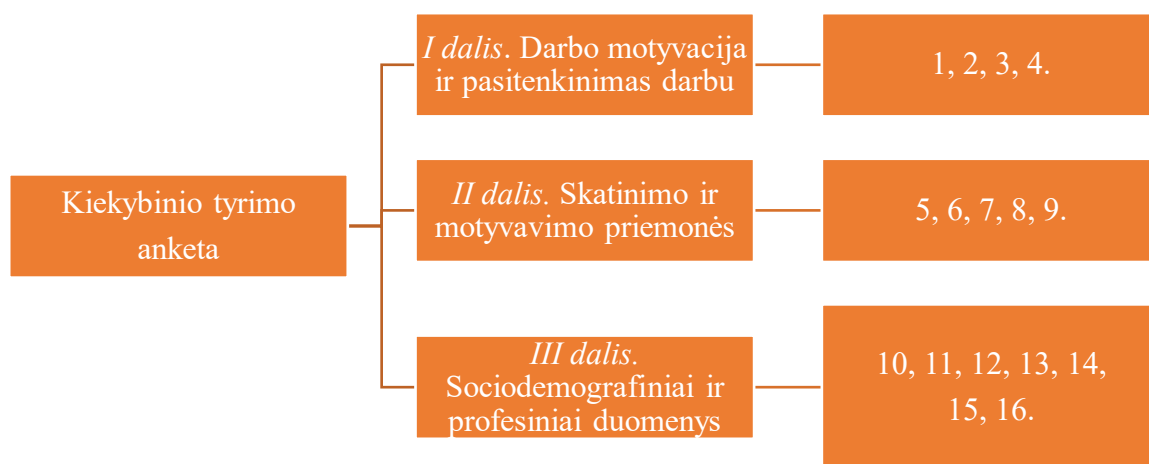 I dalis. Darbo motyvacija
ir pasitenkinimas darbu
1, 2, 3, 4.
Kiekybinio tyrimo
anketa
II dalis. Skatinimo ir
motyvavimo priemonės
5, 6, 7, 8, 9.
III dalis.
Sociodemografiniai ir
profesiniai duomenys
10, 11, 12, 13, 14,
15, 16.